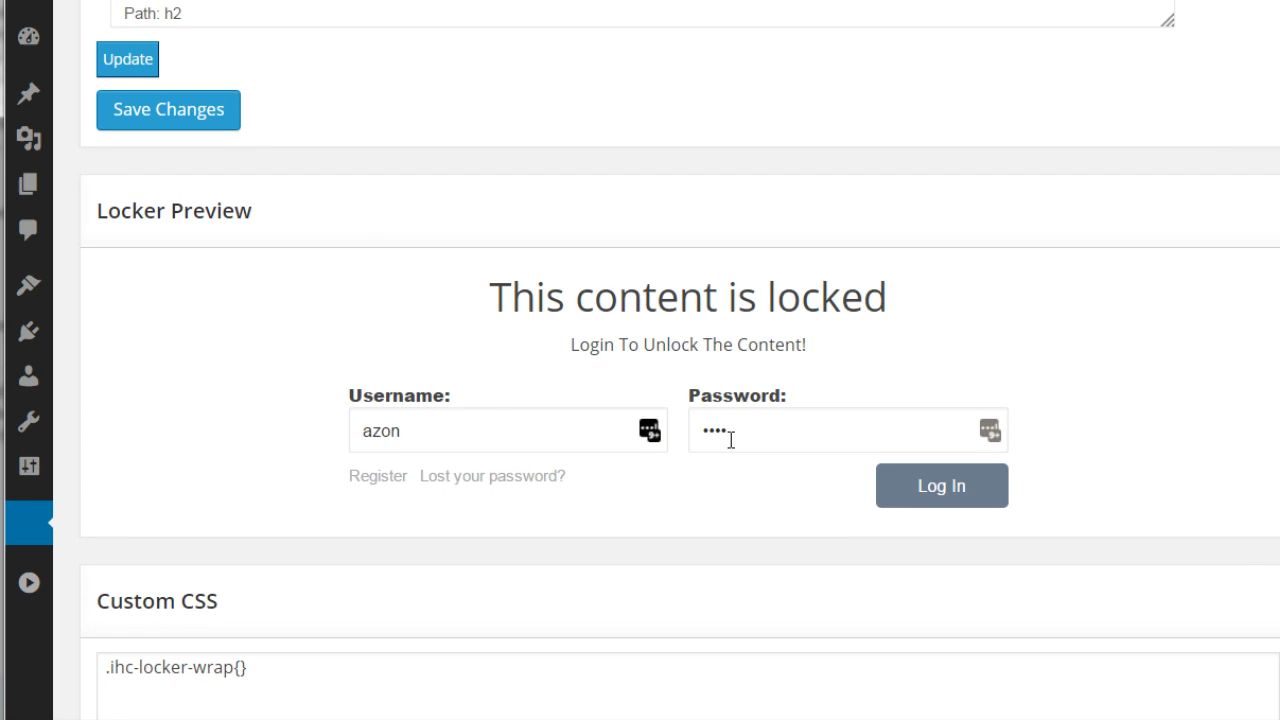 Path: h2
Update
Save Changes
Locker Preview
This content is locked
Login To Unlock The Content!
Username: Password:
azon ••••
Register Lost your password?
Log In
Custom CSS
.ihc-locker-wrap{}